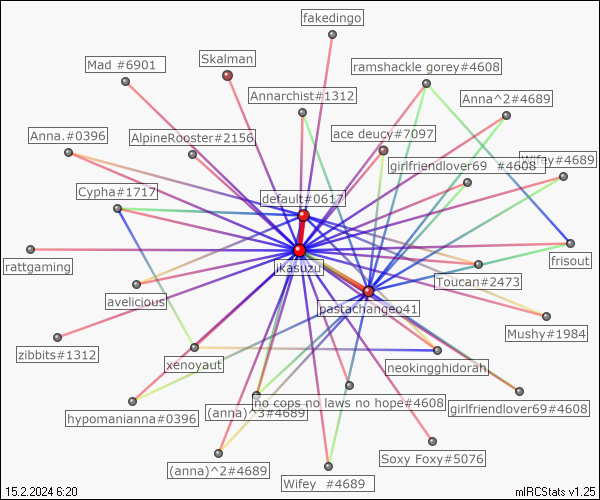 fakedingo
Mad #6901
Skalman
ramshackle gorey#4608
Annarchist#1312
Anna^2#4689
Anna.#0396
AlpineRooster#2156
ace deucy#7097
girlfriendlover69 #4608
Wifey#4689
Cypha#1717
default#0617
rattgaming
jkasuzu
frisout
Toucan#2473
avelicious
pastachangeo41
Mushy#1984
zibbits#1312
xenoyaut
neokingghidorah
hypomanianna#0396
(anna)^3#4689
no cops no laws no hope#4608
girlfriendlover69#4608
(anna)^2#4689
Wifey #4689
Soxy Foxy#5076
15.2.2024 6:20
mIRCStats v1.25